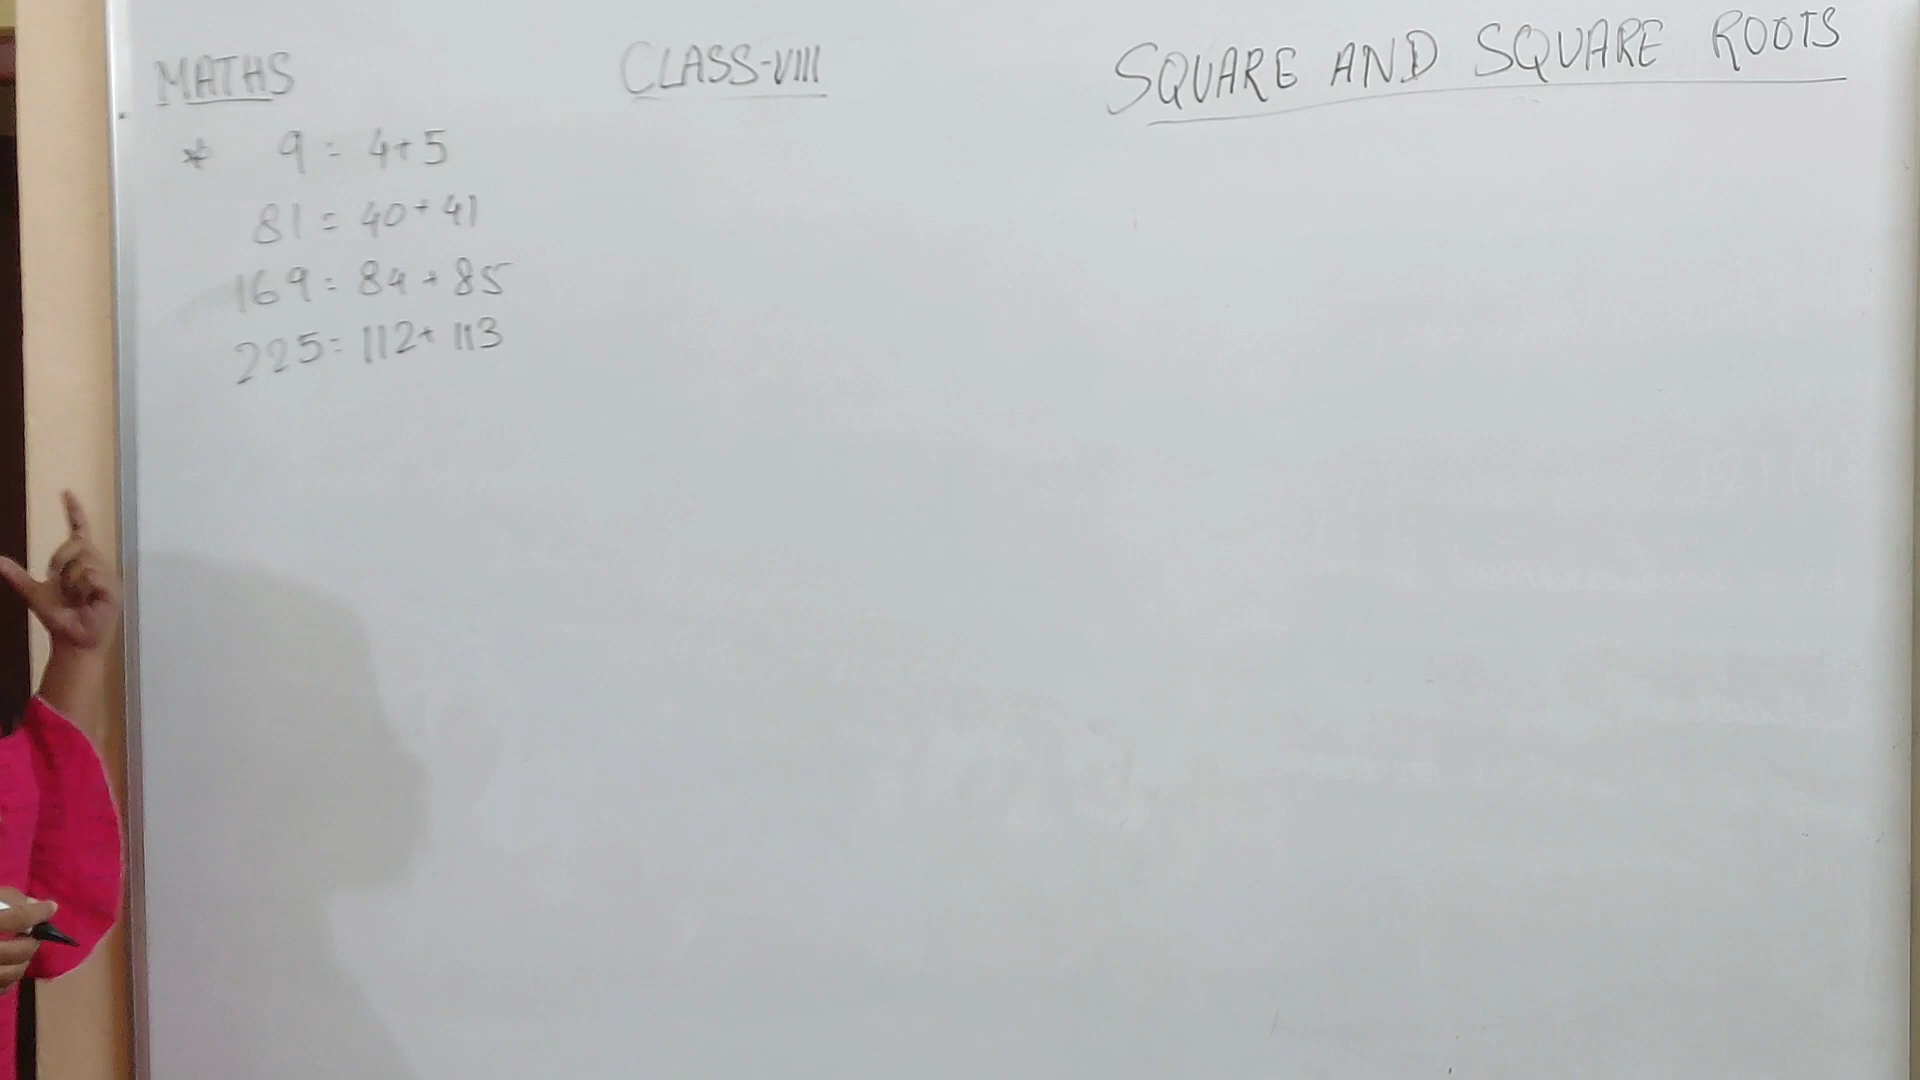 MATHS CLASS-VIII SQUARE AND SQUARE ROOTS
* 9 = 4+5
81 = 40+41
169 = 84+85
225 = 112+113